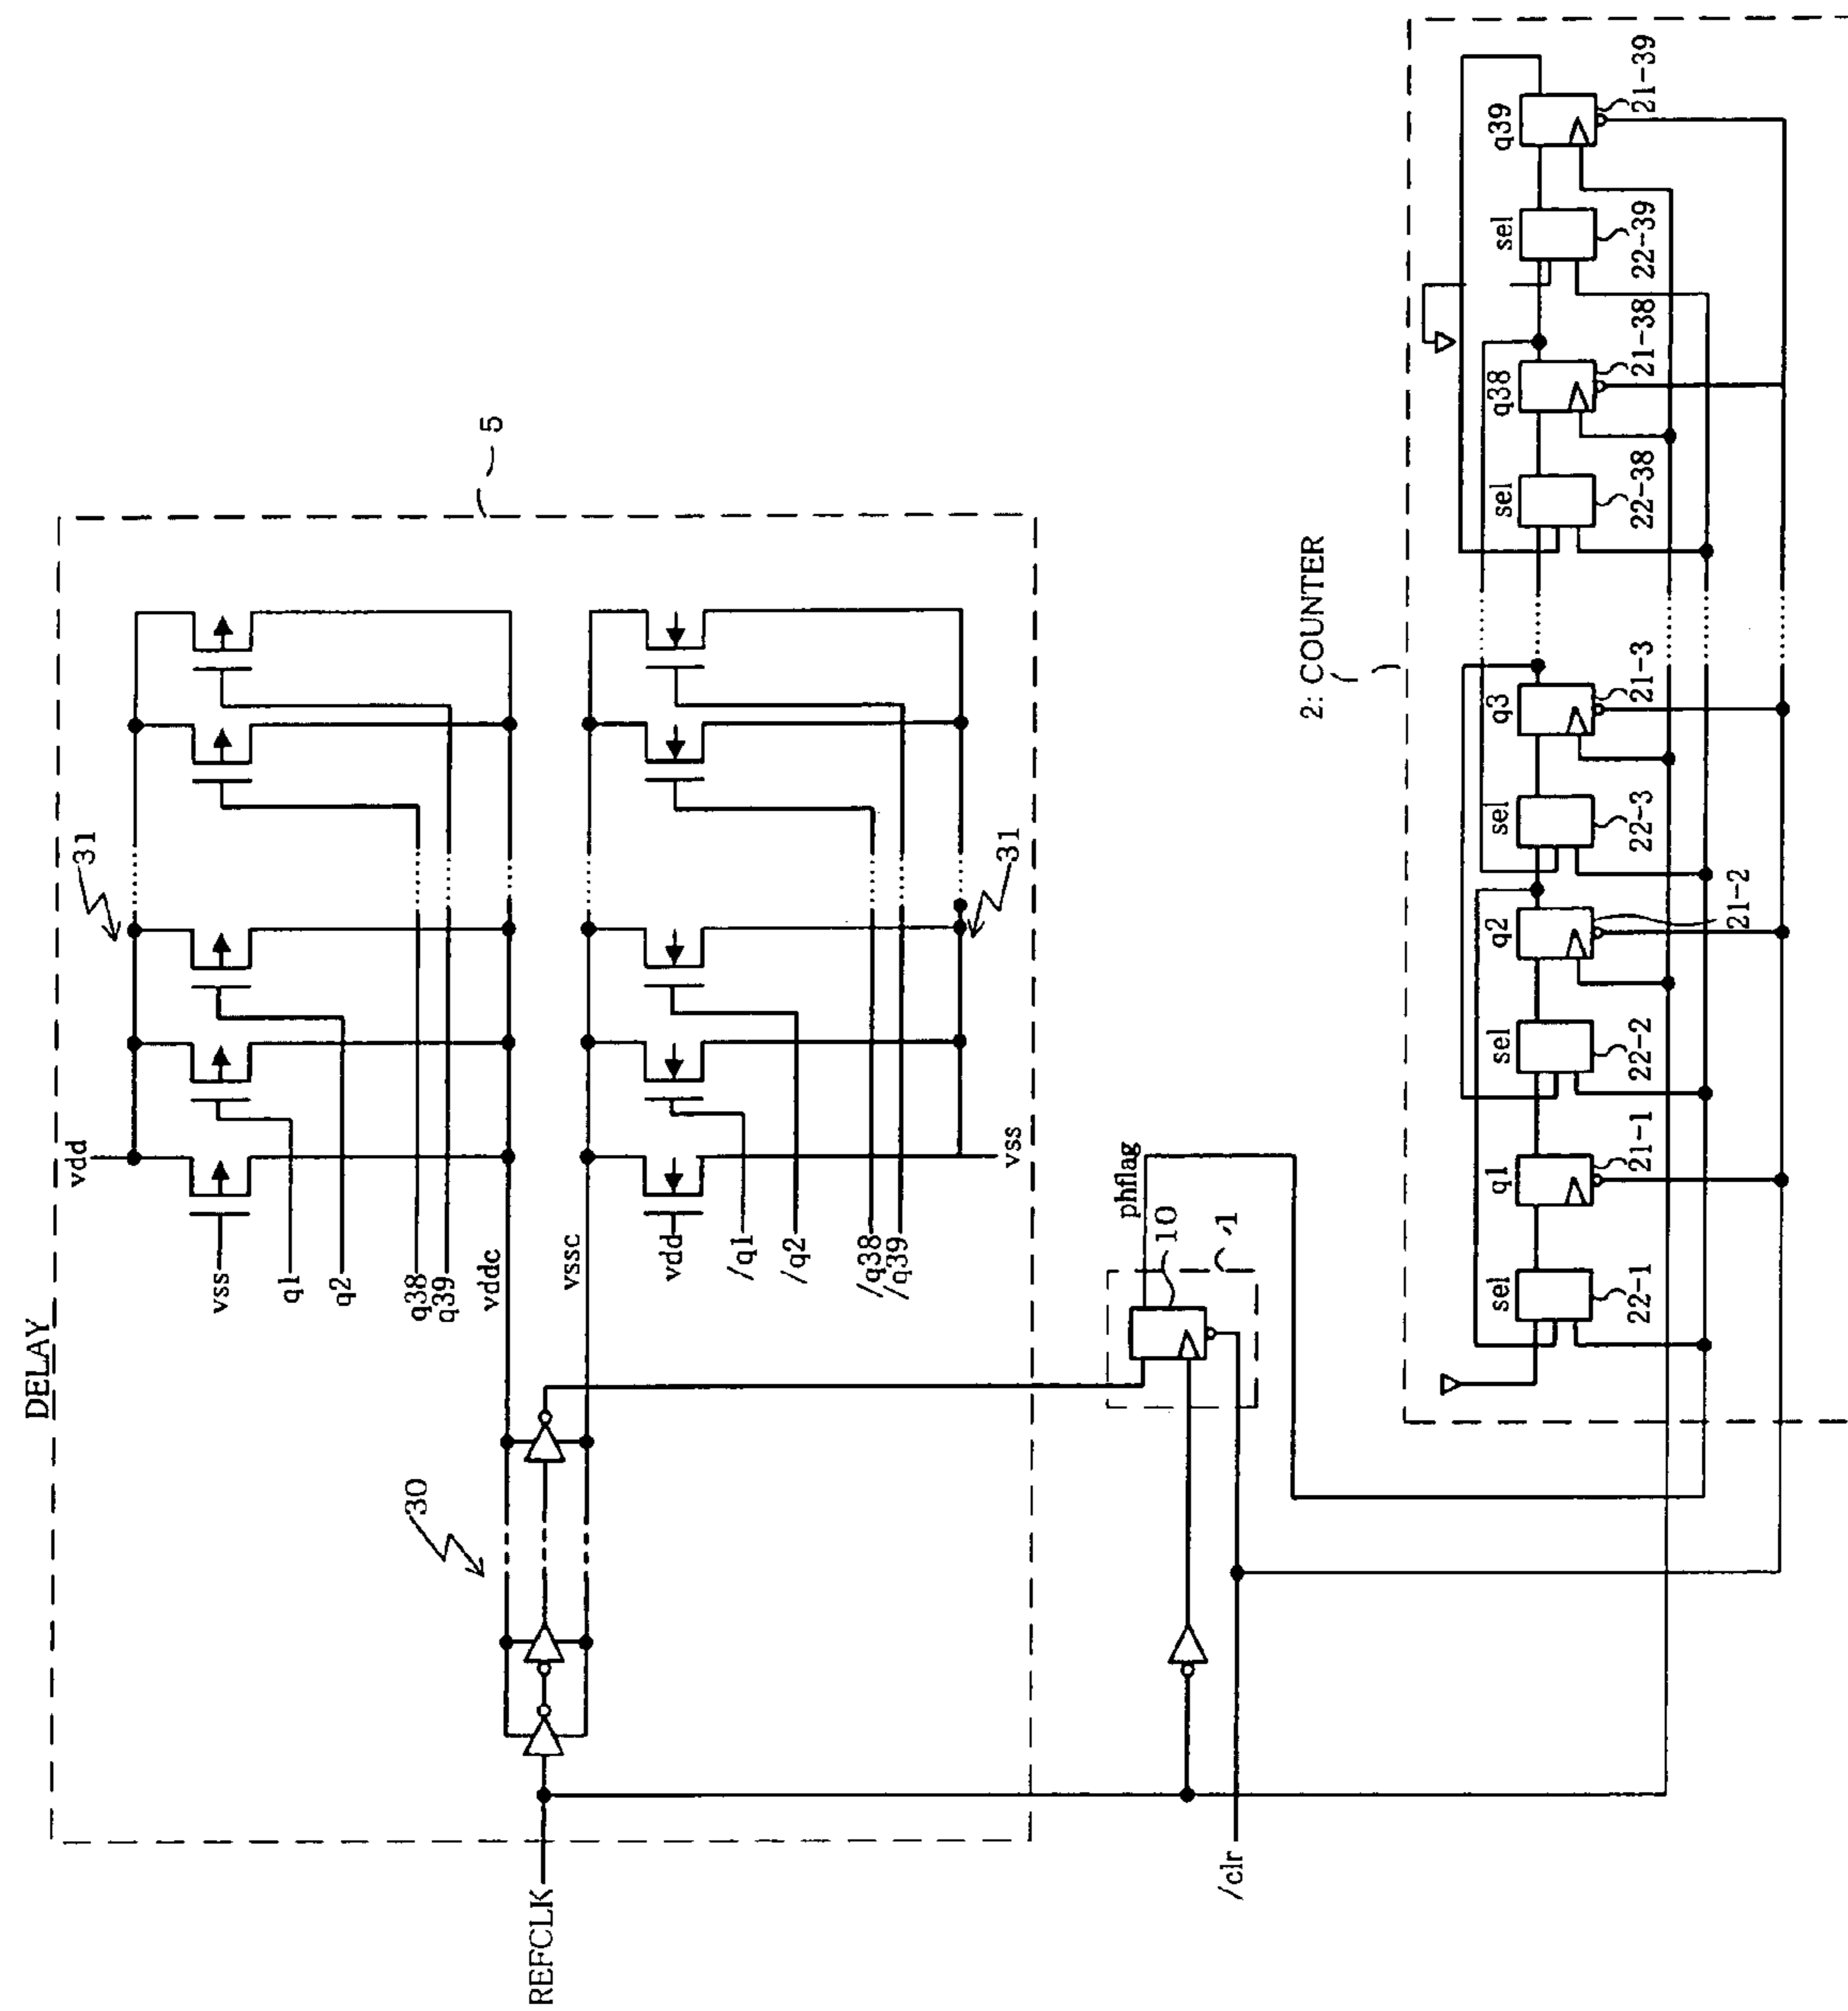 DELAY
vdd
31
5
vss
q1
q2
q38
q39
vddc
vssc
vdd
/q1
/q2
/q38
/q39
vss
31
30
REFCLK
phflag
10
1
/clr
2: COUNTER
sel
q1
sel
q2
sel
q3
sel
q38
sel
q39
22-1
21-1
22-2
21-2
22-3
21-3
22-38
21-38
22-39
21-39